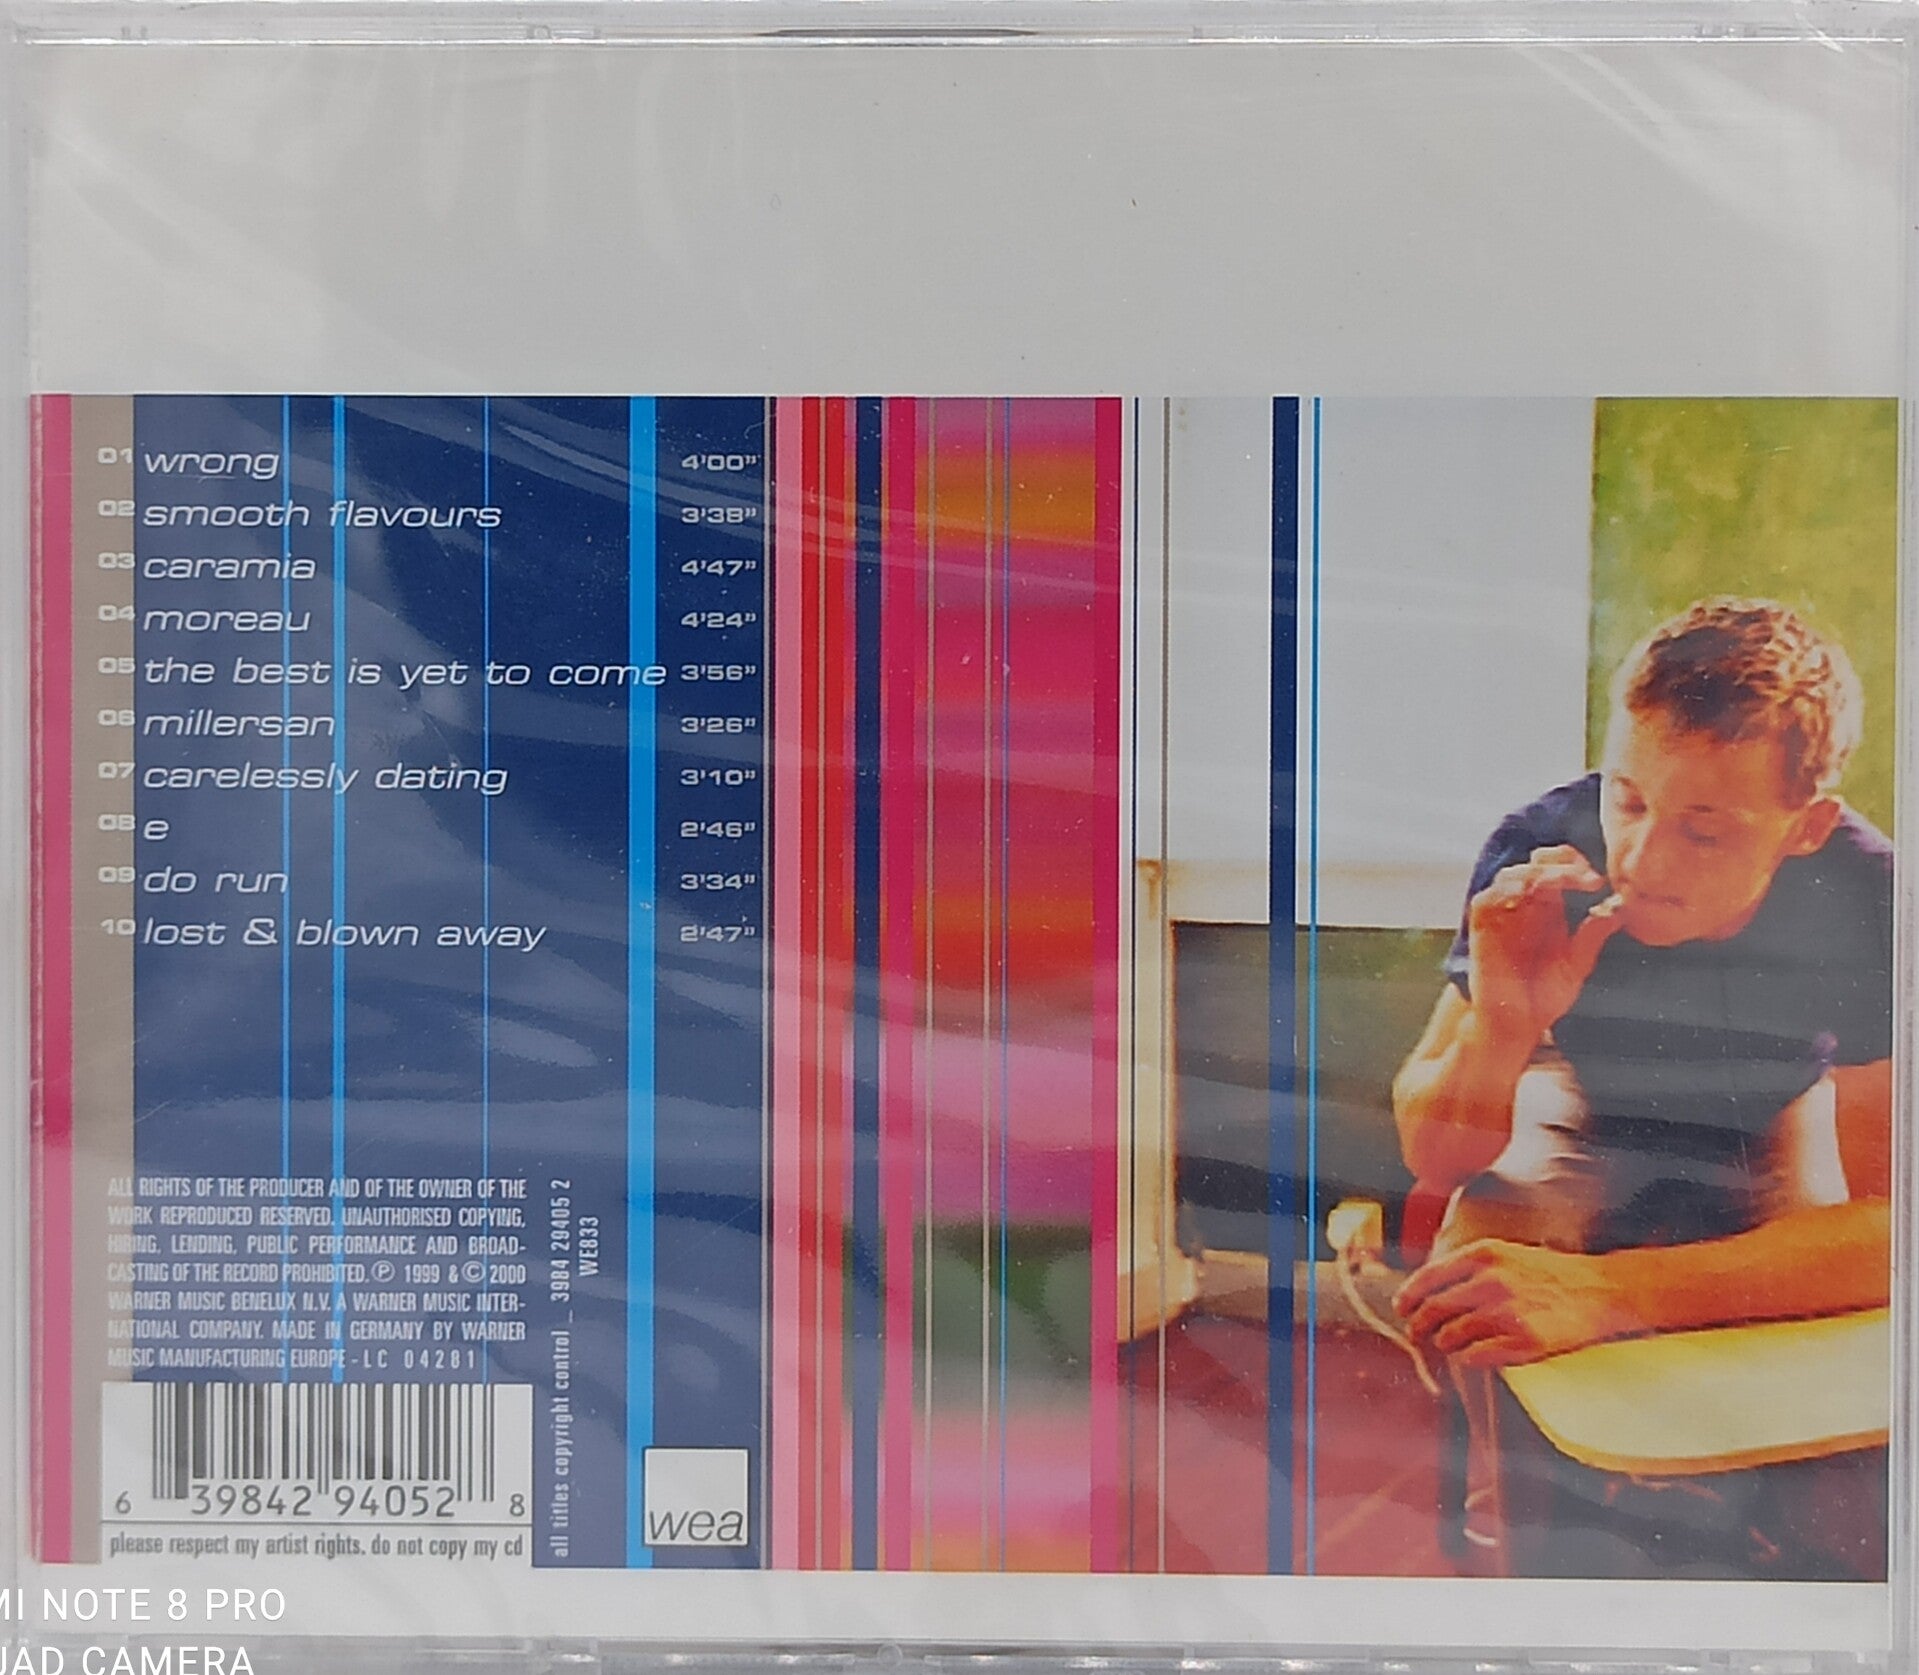 01 wrong 4'00"
02 smooth flavours 3'38"
03 caramia 4'47"
04 moreau 4'24"
05 the best is yet to come 3'56"
06 millersan 3'26"
07 carelessly dating 3'10"
08 e 2'46"
09 do run 3'34"
10 lost & blown away 2'47"
ALL RIGHTS OF THE PRODUCER AND OF THE OWNER OF THE
WORK REPRODUCED RESERVED. UNAUTHORISED COPYING,
HIRING, LENDING, PUBLIC PERFORMANCE AND BROAD-
CASTING OF THE RECORD PROHIBITED. ℗ 1999 & © 2000
WARNER MUSIC BENELUX N.V. A WARNER MUSIC INTER-
NATIONAL COMPANY. MADE IN GERMANY BY WARNER
MUSIC MANUFACTURING EUROPE - LC 04281
6 39842 94052 8
please respect my artist rights. do not copy my cd
all titles copyright control _ 3984 29405 2
WE833
wea
MI NOTE 8 PRO
UAD CAMERA